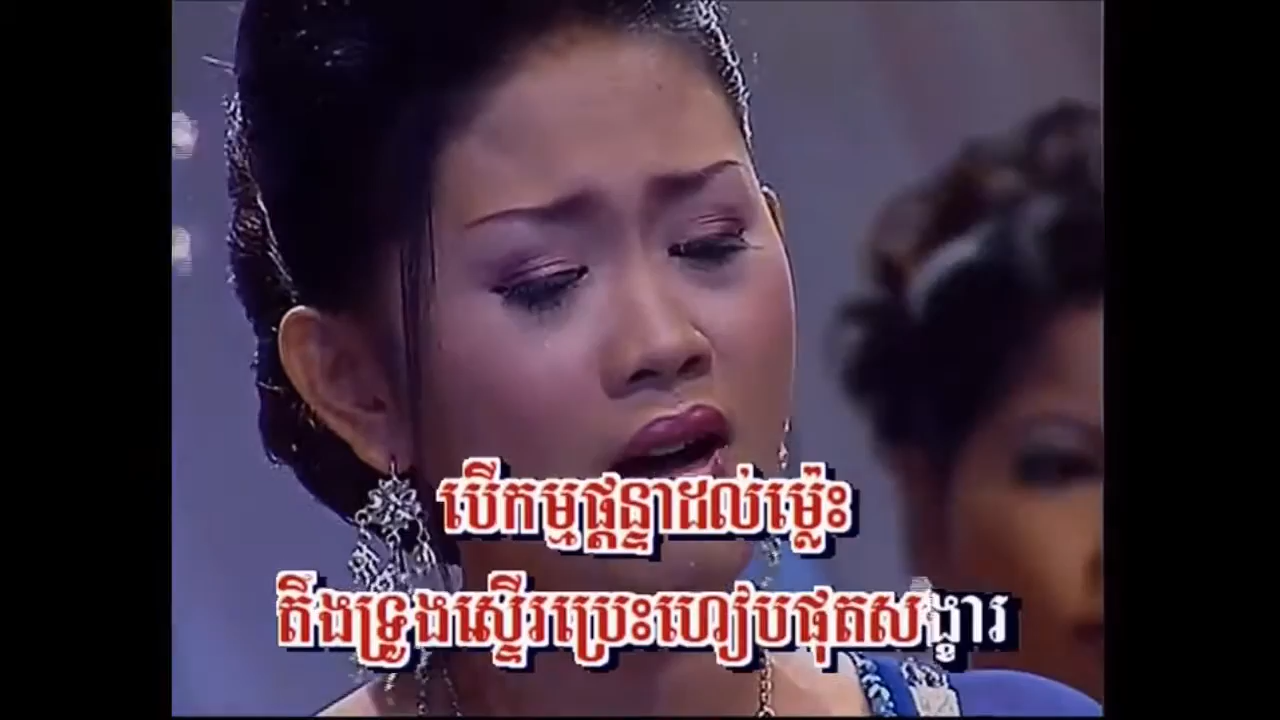 បើកម្មផ្ដន្ទាដល់ម្ល៉េះ
តឹងទ្រូងស្ទើរប្រេះហៀបផុតសង្ខារ